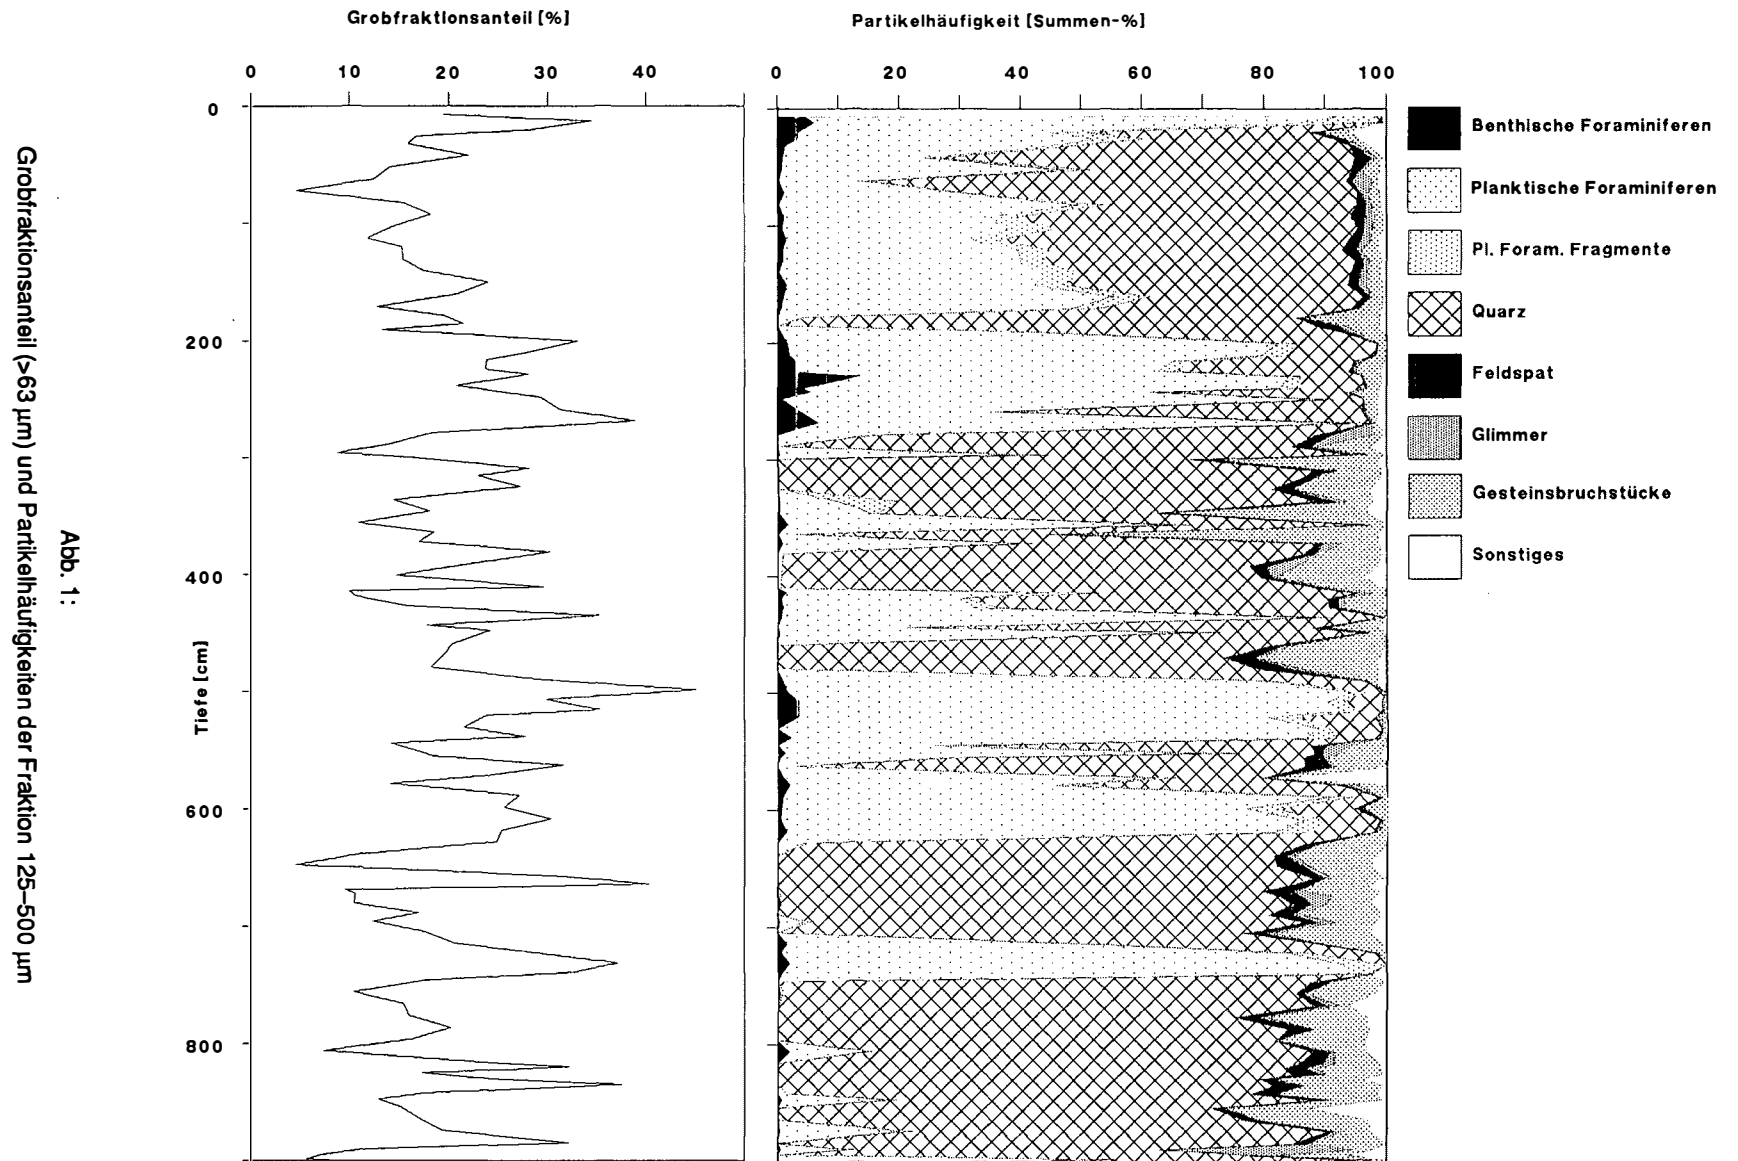 Grobfraktionsanteil [%]
Partikelhäufigkeit [Summen-%]
0 10 20 30 40
0 20 40 60 80 100
0
200
400
600
800
Tiefe [cm]
Benthische Foraminiferen
Planktische Foraminiferen
Pl. Foram. Fragmente
Quarz
Feldspat
Glimmer
Gesteinsbruchstücke
Sonstiges
Abb. 1:
Grobfraktionsanteil (>63 µm) und Partikelhäufigkeiten der Fraktion 125–500 µm